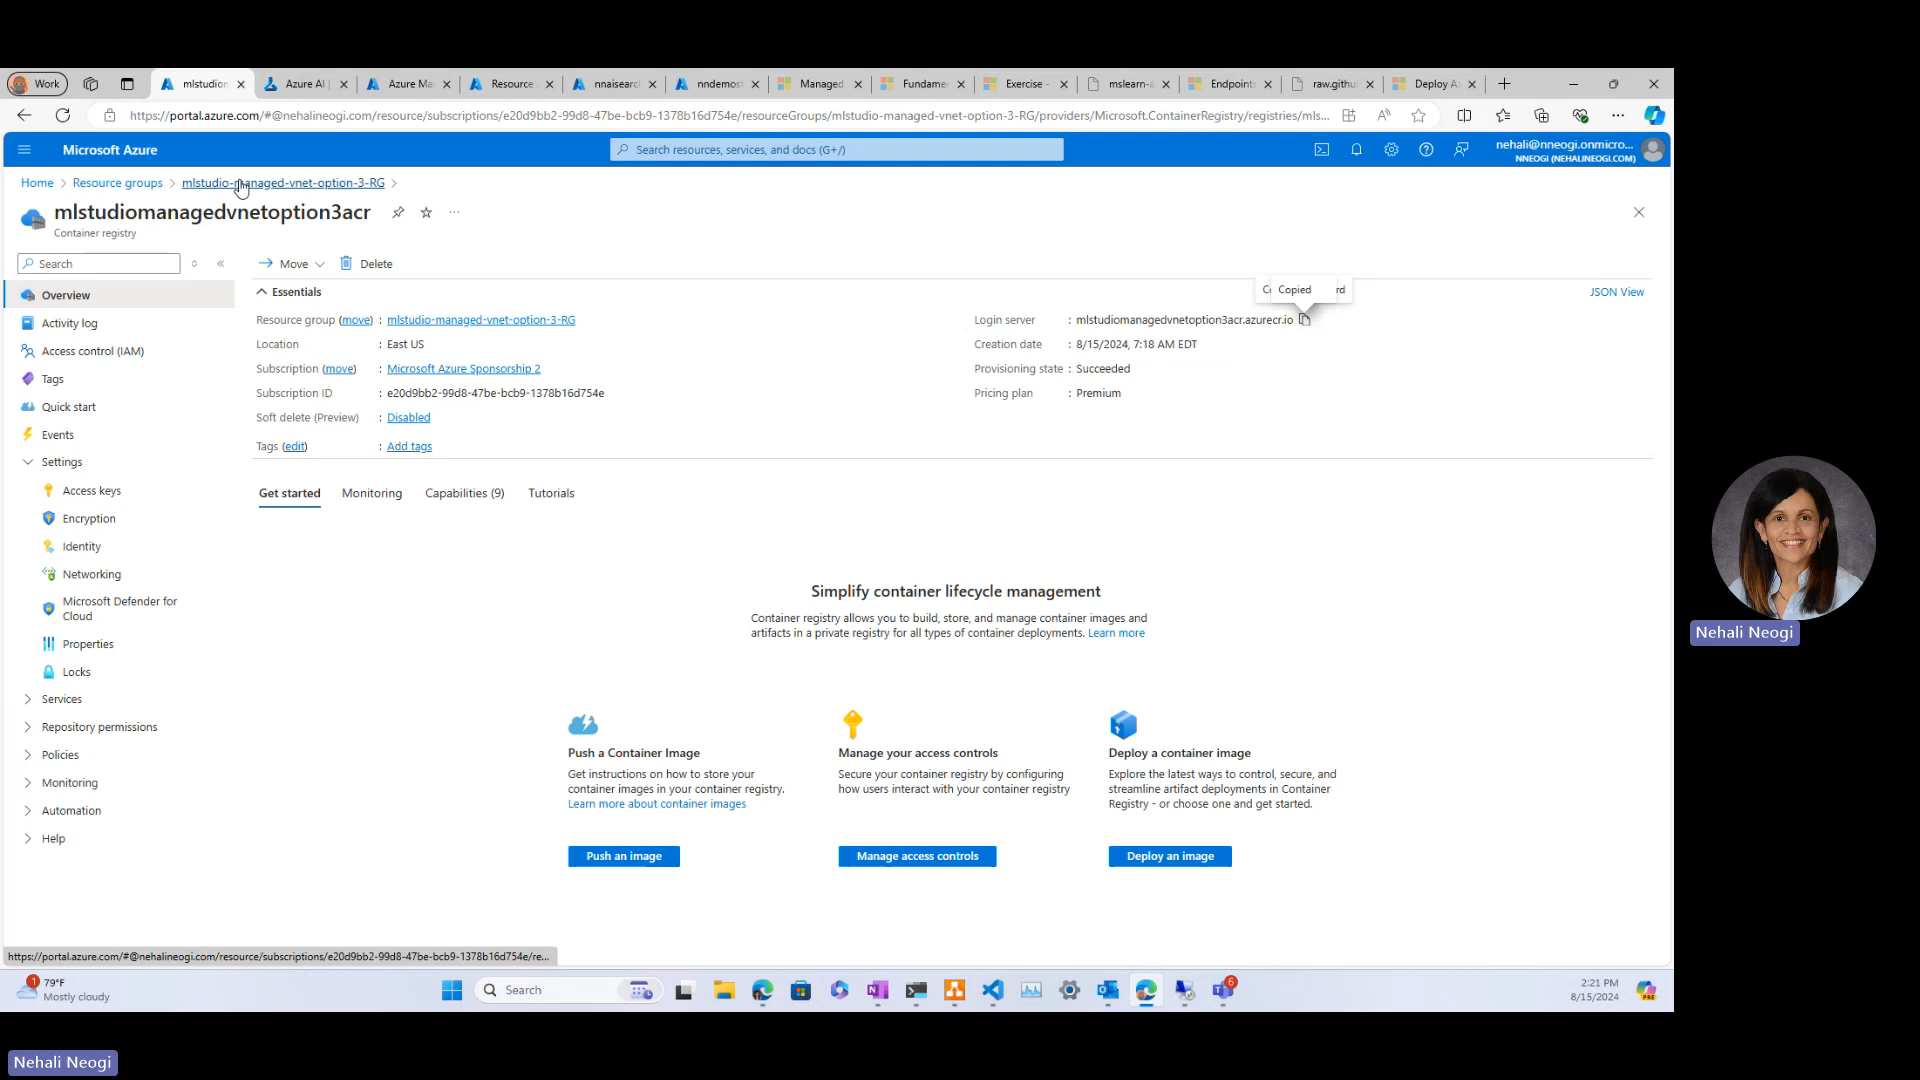 Work
mlstudion
Azure AI |
Azure Ma
Resource
nnaisearc
nndemost
Managed
Fundame
Exercise -
mslearn-a
Endpoints
raw.githu
Deploy A
https://portal.azure.com/#@nehalineogi.com/resource/subscriptions/e20d9bb2-99d8-47be-bcb9-1378b16d754e/resourceGroups/mlstudio-managed-vnet-option-3-RG/providers/Microsoft.ContainerRegistry/registries/mls...
Microsoft Azure
Search resources, services, and docs (G+/)
nehali@nneogi.onmicro...
NNEOGI (NEHALINEOGI.COM)
Home > Resource groups > mlstudio-managed-vnet-option-3-RG >
mlstudiomanagedvnetoption3acr
Container registry
Search
Move
Delete
Overview
Activity log
Access control (IAM)
Tags
Quick start
Events
Settings
Access keys
Encryption
Identity
Networking
Microsoft Defender for
Cloud
Properties
Locks
Services
Repository permissions
Policies
Monitoring
Automation
Help
Essentials
JSON View
Copied
Resource group (move) : mlstudio-managed-vnet-option-3-RG
Location : East US
Subscription (move) : Microsoft Azure Sponsorship 2
Subscription ID : e20d9bb2-99d8-47be-bcb9-1378b16d754e
Soft delete (Preview) : Disabled
Tags (edit) : Add tags
Login server : mlstudiomanagedvnetoption3acr.azurecr.io
Creation date : 8/15/2024, 7:18 AM EDT
Provisioning state : Succeeded
Pricing plan : Premium
Get started
Monitoring
Capabilities (9)
Tutorials
Simplify container lifecycle management
Container registry allows you to build, store, and manage container images and
artifacts in a private registry for all types of container deployments. Learn more
Push a Container Image
Get instructions on how to store your
container images in your container registry.
Learn more about container images
Push an image
Manage your access controls
Secure your container registry by configuring
how users interact with your container registry
Manage access controls
Deploy a container image
Explore the latest ways to control, secure, and
streamline artifact deployments in Container
Registry - or choose one and get started.
Deploy an image
https://portal.azure.com/#@nehalineogi.com/resource/subscriptions/e20d9bb2-99d8-47be-bcb9-1378b16d754e/re...
1
79°F
Mostly cloudy
Search
6
2:21 PM
8/15/2024
PRE
Nehali Neogi
Nehali Neogi